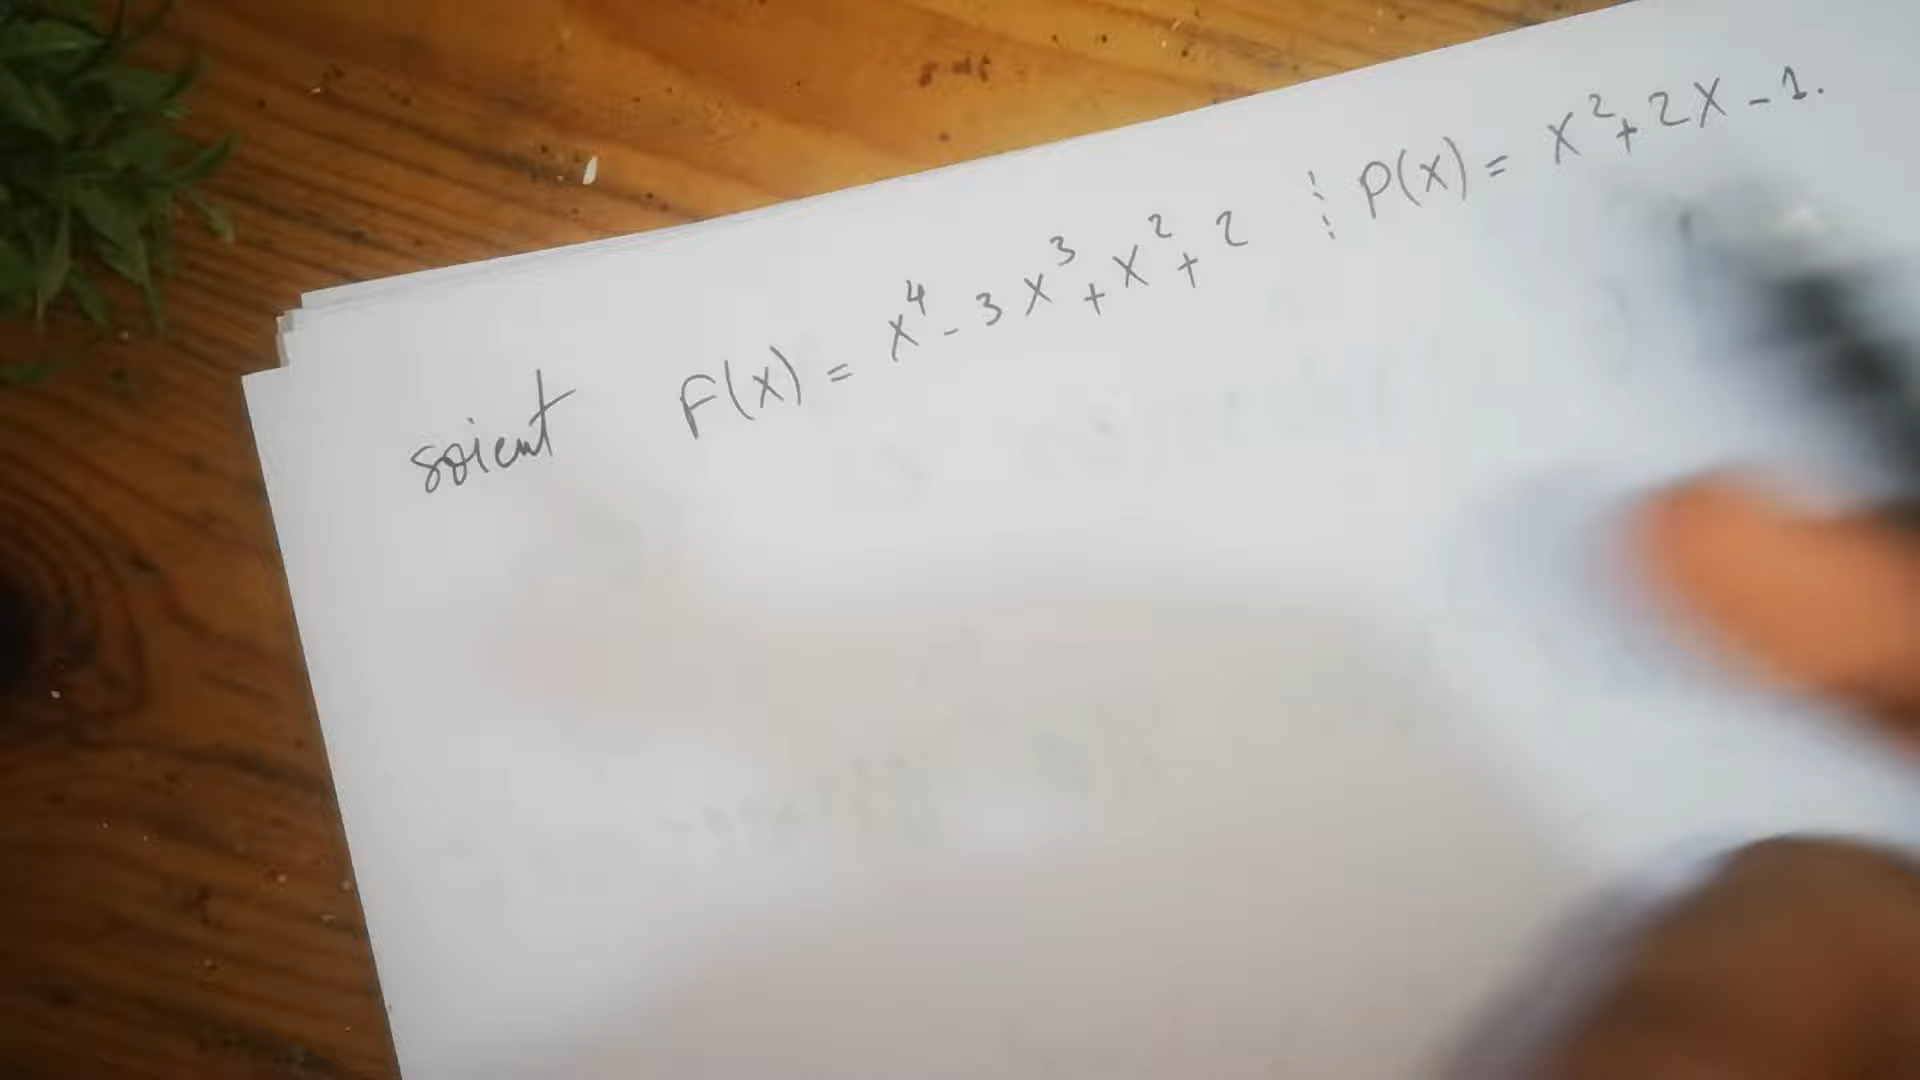 soient F(x) = x⁴ - 3x³ + x² + 2 ⋮ P(x) = x² + 2x - 1.